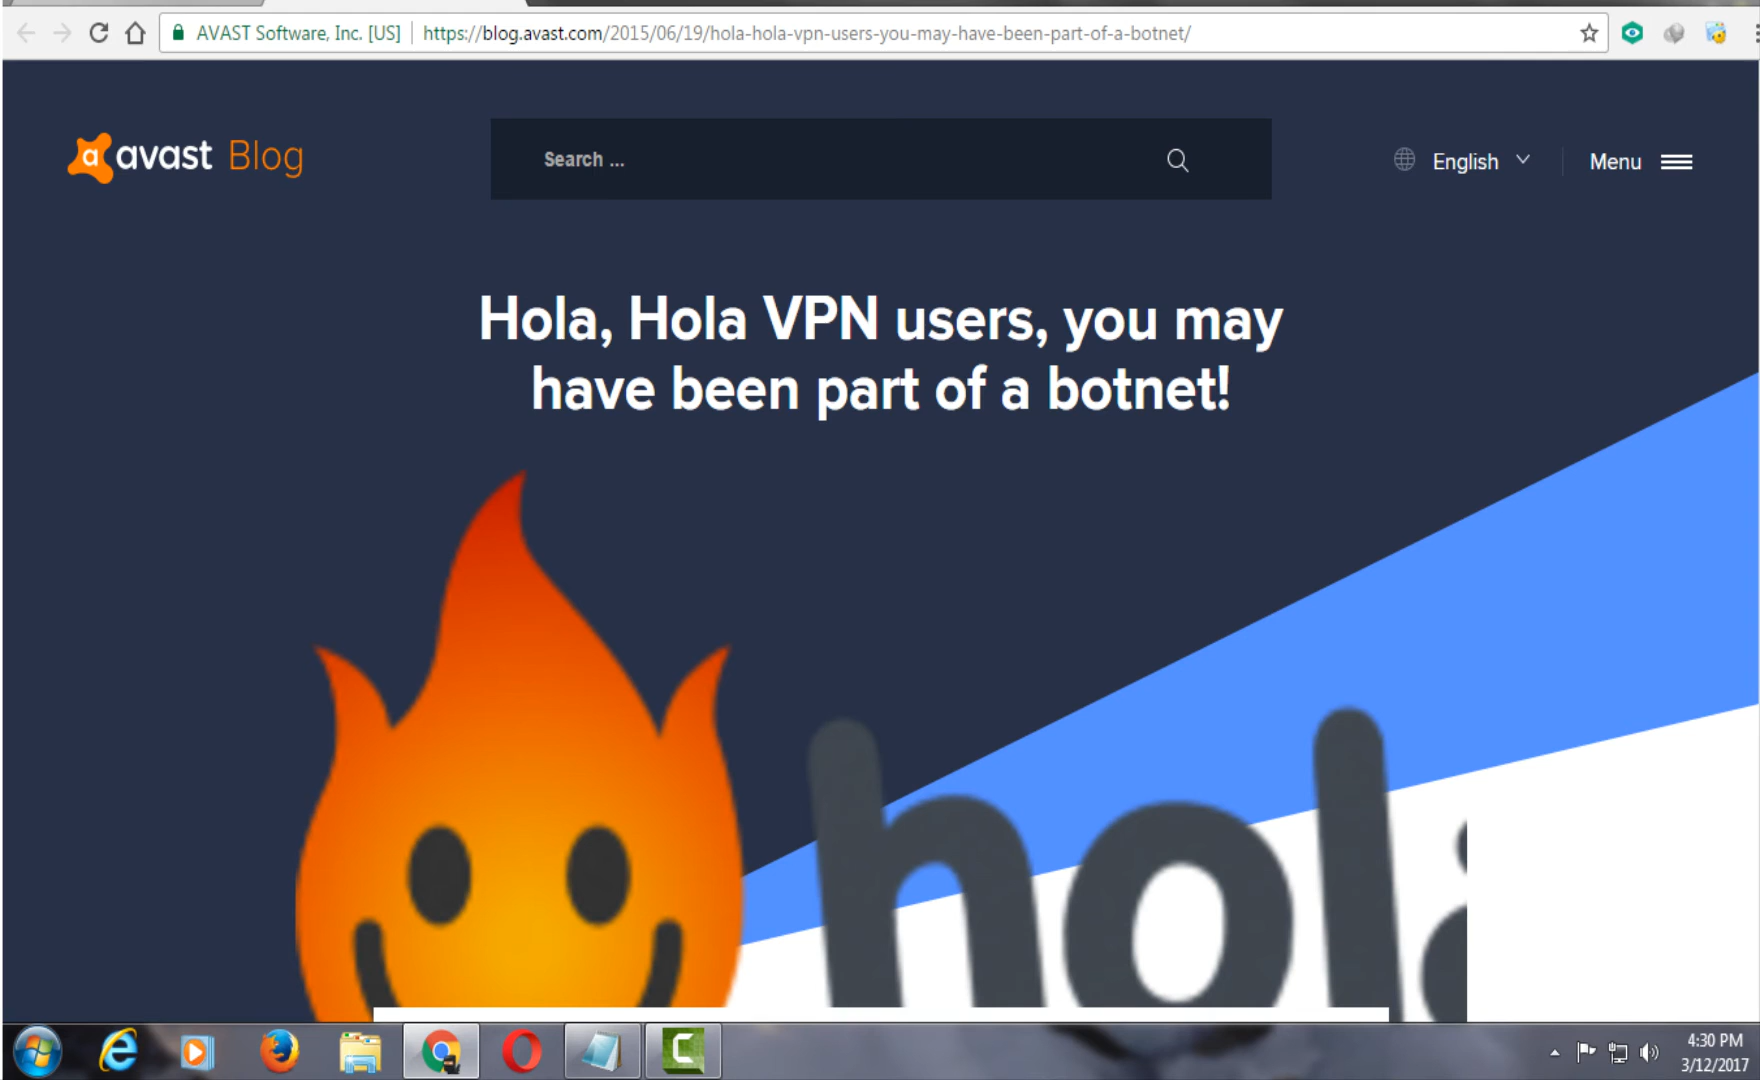 AVAST Software, Inc. [US] https://blog.avast.com/2015/06/19/hola-hola-vpn-users-you-may-have-been-part-of-a-botnet/
avast Blog
Search ...
English
Menu
Hola, Hola VPN users, you may
have been part of a botnet!
hola
4:30 PM
3/12/2017